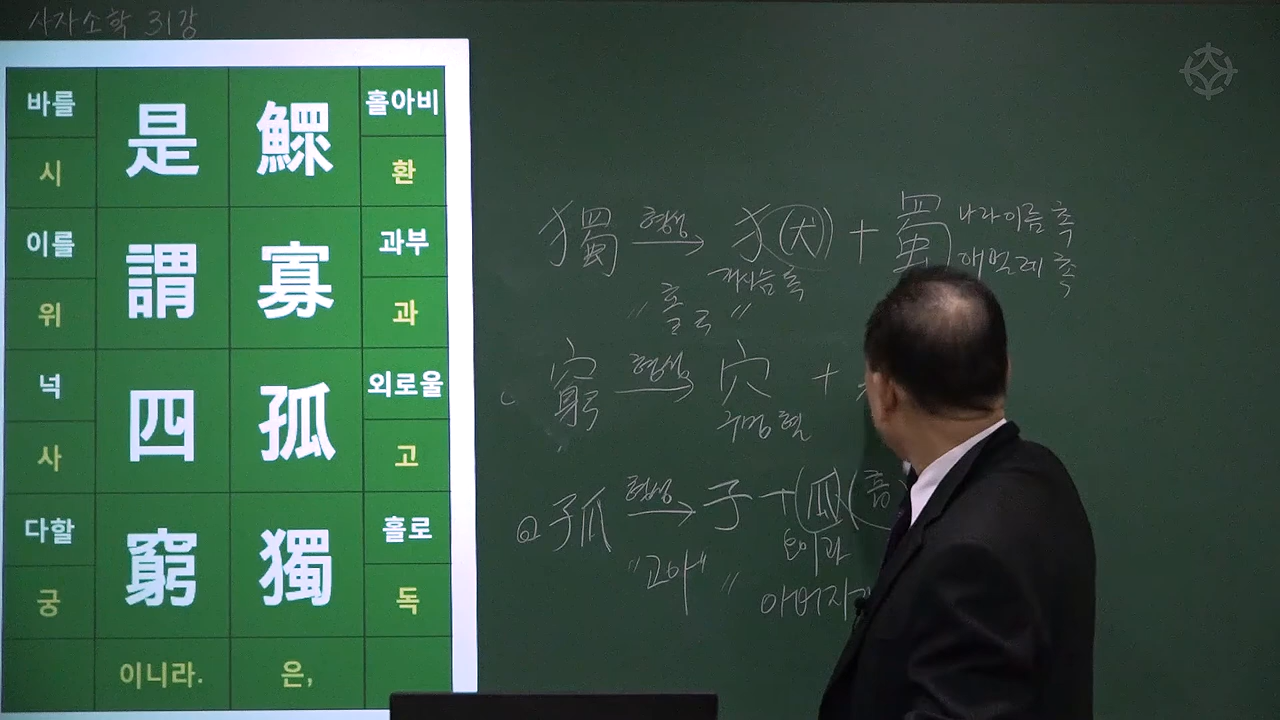 사자소학 31강
바를 是 鰥 홀아비
시 환
이를 謂 寡 과부
위 과
넉 四 孤 외로울
사 고
다할 窮 獨 홀로
궁 독
이니라. 은,
獨 형성 犭(犬) + 蜀 나라이름 촉
개사슴 록 애벌레 촉
窮 형성 穴 +
구멍 혈
孤 형성 子 + 瓜(音
"고아" 오이 과
아버지가